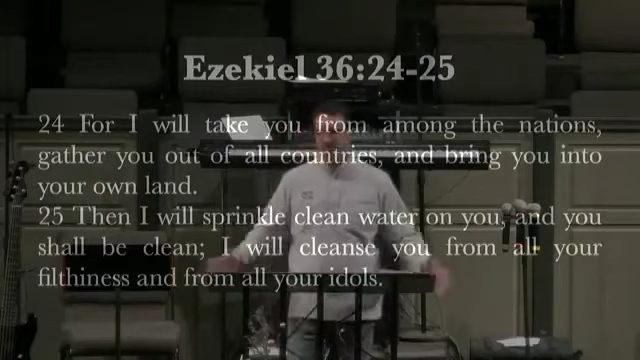 Ezekiel 36:24-25
24 For I will take you from among the nations,
gather you out of all countries, and bring you into
your own land.
25 Then I will sprinkle clean water on you, and you
shall be clean; I will cleanse you from all your
filthiness and from all your idols.